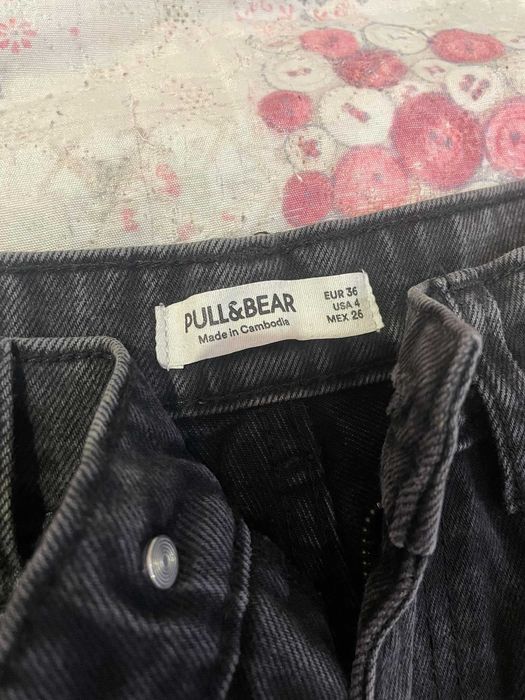 PULL&BEAR
Made in Cambodia
EUR 36
USA 4
MEX 26